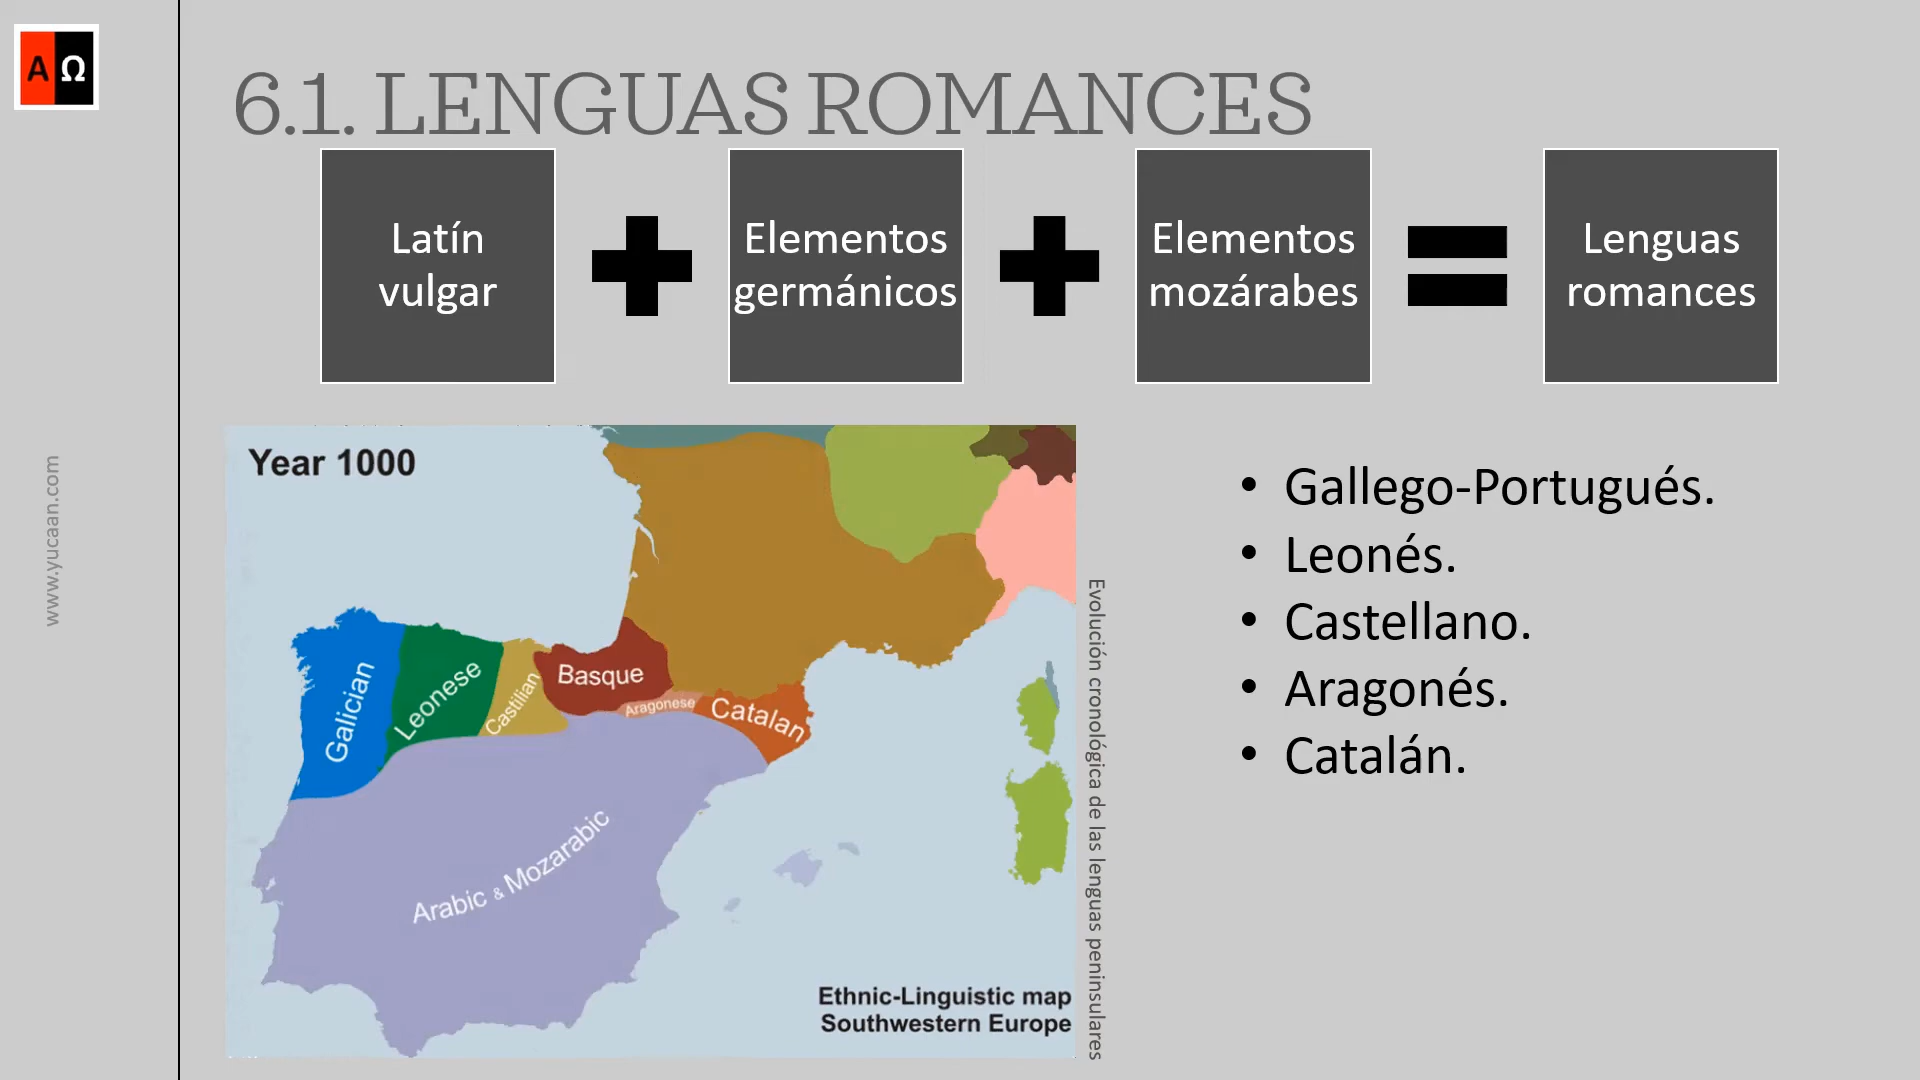 A Ω
6.1. LENGUAS ROMANCES
Latín
vulgar
Elementos
germánicos
Elementos
mozárabes
Lenguas
romances
Year 1000
Galician
Leonese
Castilian
Basque
Aragonese
Catalan
Arabic & Mozarabic
Ethnic-Linguistic map
Southwestern Europe
Evolución cronológica de las lenguas peninsulares
• Gallego-Portugués.
• Leonés.
• Castellano.
• Aragonés.
• Catalán.
www.yucaan.com